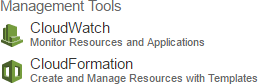 Management Tools
CloudWatch
Monitor Resources and Applications
CloudFormation
Create and Manage Resources with Templates